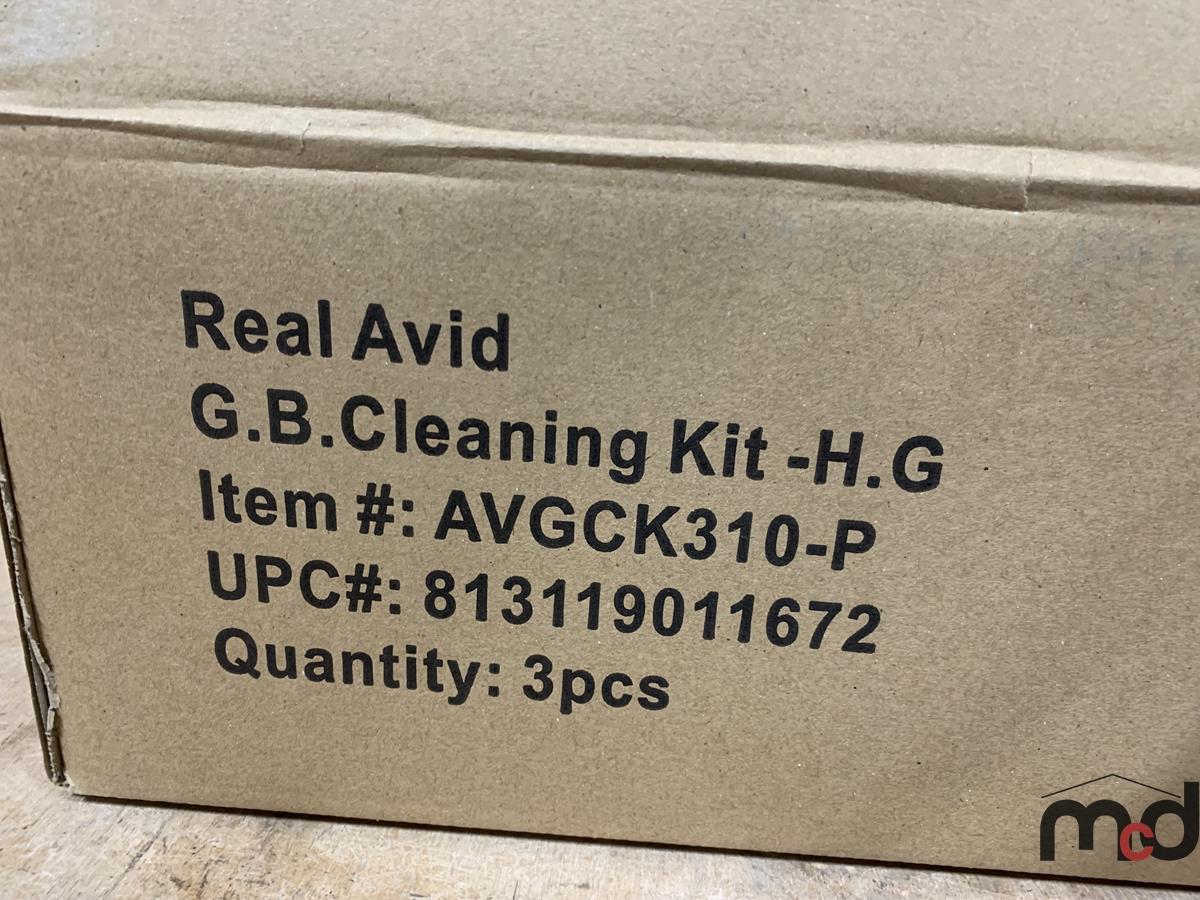 Real Avid
G.B.Cleaning Kit -H.G
Item #: AVGCK310-P
UPC#: 813119011672
Quantity: 3pcs
mcd